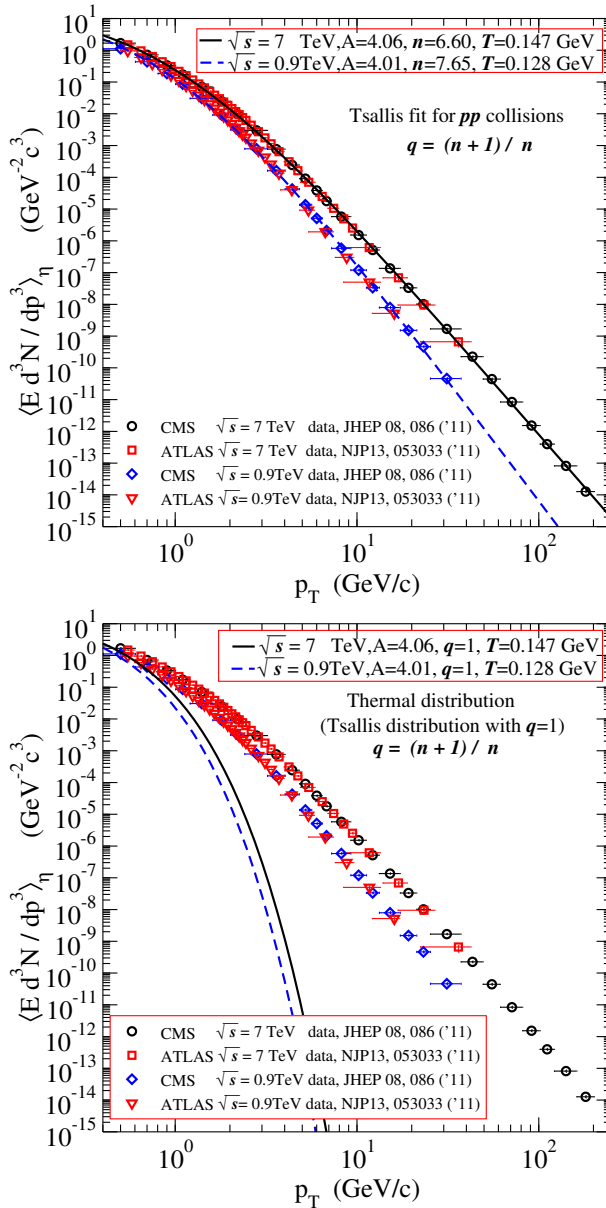 10^1
10^0
10^-1
10^-2
10^-3
10^-4
10^-5
10^-6
10^-7
10^-8
10^-9
10^-10
10^-11
10^-12
10^-13
10^-14
10^-15
⟨E d^3N / dp^3⟩_η (GeV^-2c^3)
√s = 7 TeV,A=4.06, n=6.60, T=0.147 GeV
√s = 0.9TeV,A=4.01, n=7.65, T=0.128 GeV
Tsallis fit for pp collisions
q = (n + 1) / n
CMS √s = 7 TeV data, JHEP 08, 086 ('11)
ATLAS √s = 7 TeV data, NJP13, 053033 ('11)
CMS √s = 0.9TeV data, JHEP 08, 086 ('11)
ATLAS √s= 0.9TeV data, NJP13, 053033 ('11)
10^0 10^1 10^2
p_T (GeV/c)
10^1
10^0
10^-1
10^-2
10^-3
10^-4
10^-5
10^-6
10^-7
10^-8
10^-9
10^-10
10^-11
10^-12
10^-13
10^-14
10^-15
⟨E d^3N / dp^3⟩_η (GeV^-2c^3)
√s = 7 TeV,A=4.06, q=1, T=0.147 GeV
√s = 0.9TeV,A=4.01, q=1, T=0.128 GeV
Thermal distribution
(Tsallis distribution with q=1)
q = (n + 1) / n
CMS √s = 7 TeV data, JHEP 08, 086 ('11)
ATLAS √s = 7 TeV data, NJP13, 053033 ('11)
CMS √s = 0.9TeV data, JHEP 08, 086 ('11)
ATLAS √s= 0.9TeV data, NJP13, 053033 ('11)
10^0 10^1 10^2
p_T (GeV/c)